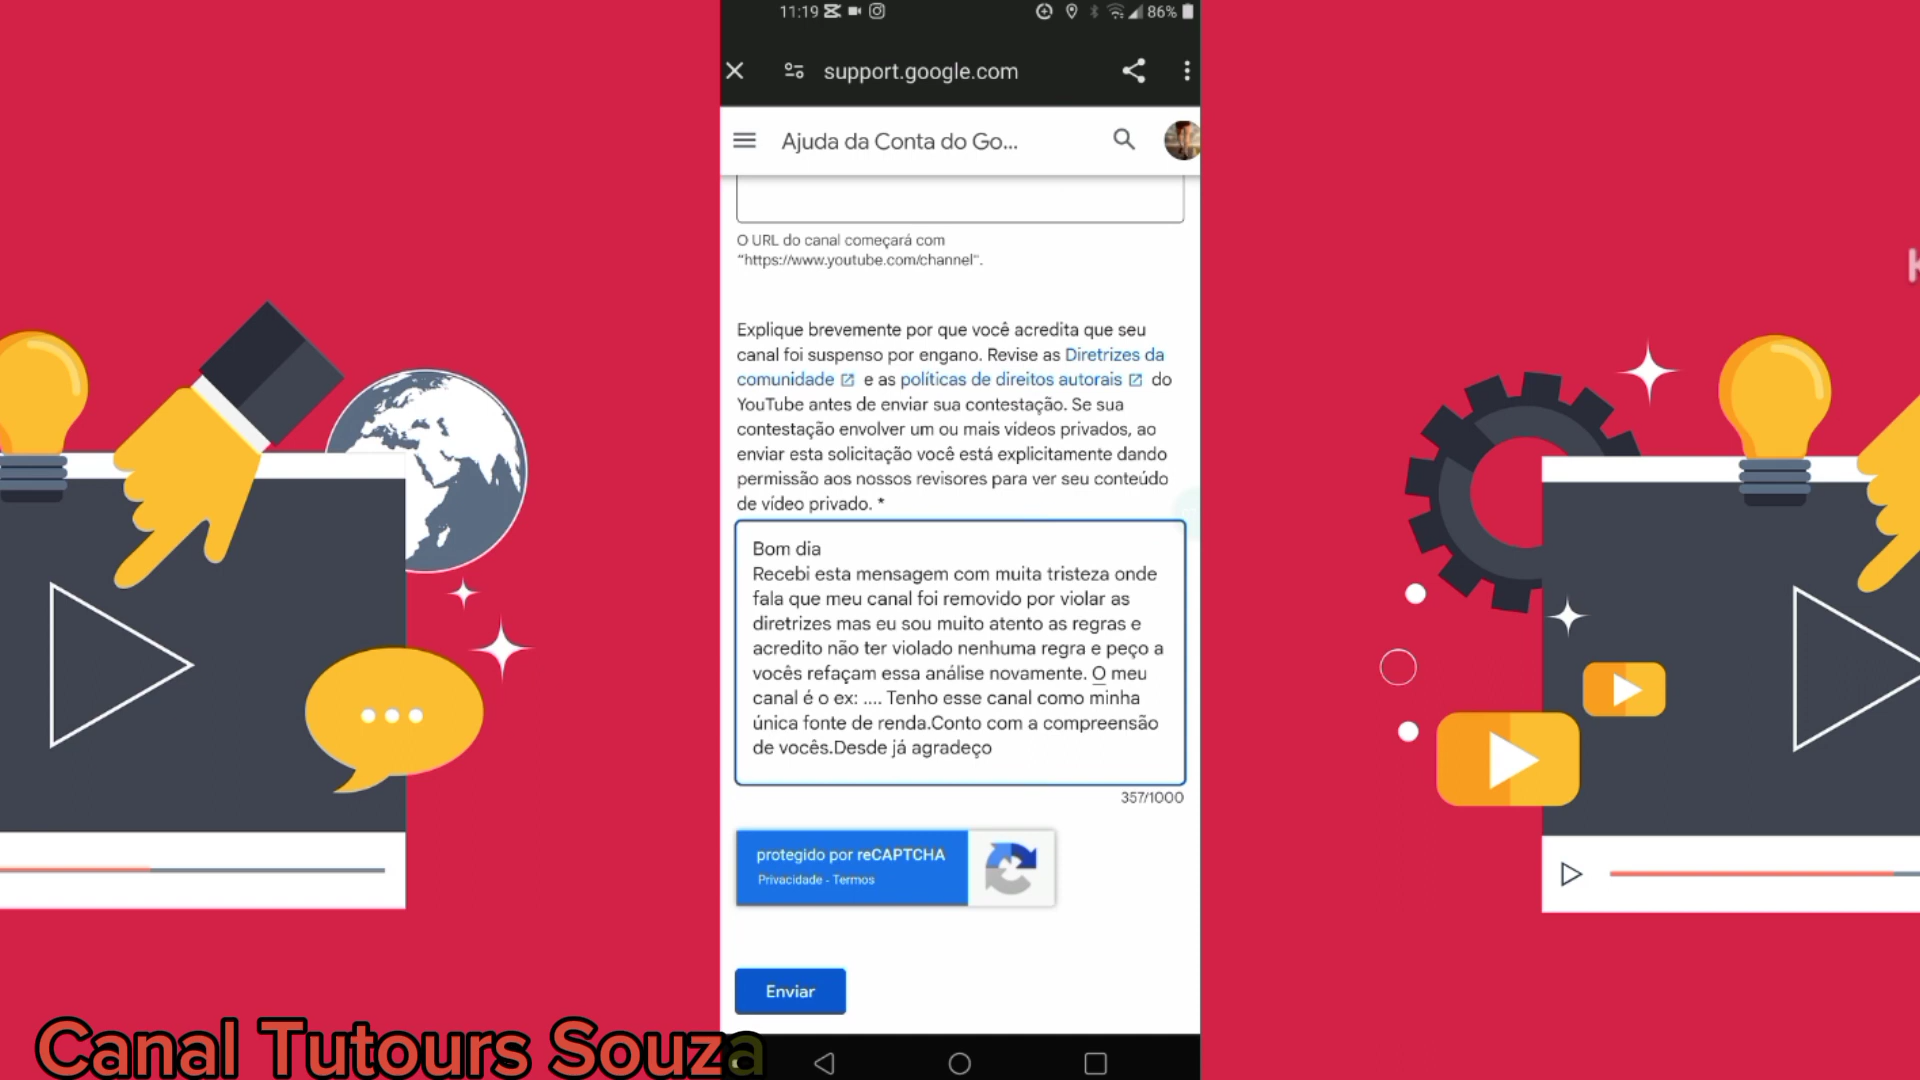 11:19
86%
support.google.com
Ajuda da Conta do Go...
O URL do canal começará com
"https://www.youtube.com/channel".
Explique brevemente por que você acredita que seu
canal foi suspenso por engano. Revise as Diretrizes da
comunidade e as políticas de direitos autorais do
YouTube antes de enviar sua contestação. Se sua
contestação envolver um ou mais vídeos privados, ao
enviar esta solicitação você está explicitamente dando
permissão aos nossos revisores para ver seu conteúdo
de vídeo privado. *
Bom dia
Recebi esta mensagem com muita tristeza onde
fala que meu canal foi removido por violar as
diretrizes mas eu sou muito atento as regras e
acredito não ter violado nenhuma regra e peço a
vocês refaçam essa análise novamente. O meu
canal é o ex: .... Tenho esse canal como minha
única fonte de renda.Conto com a compreensão
de vocês.Desde já agradeço
357/1000
protegido por reCAPTCHA
Privacidade - Termos
Enviar
Canal Tutours Souza